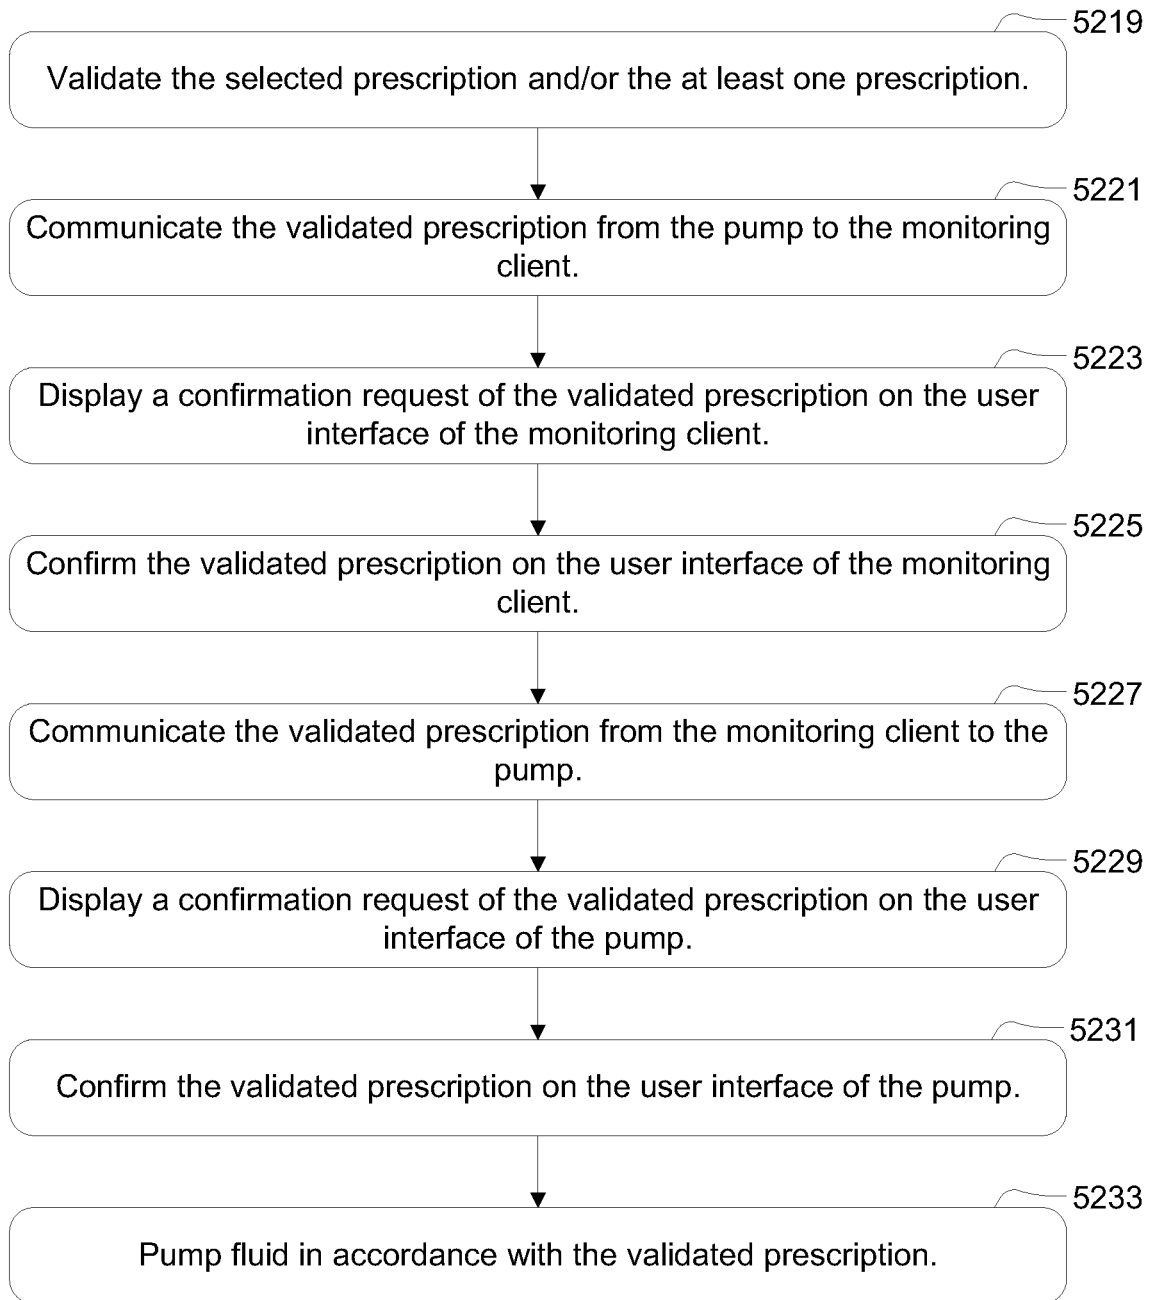 5219
Validate the selected prescription and/or the at least one prescription.
5221
Communicate the validated prescription from the pump to the monitoring
client.
5223
Display a confirmation request of the validated prescription on the user
interface of the monitoring client.
5225
Confirm the validated prescription on the user interface of the monitoring
client.
5227
Communicate the validated prescription from the monitoring client to the
pump.
5229
Display a confirmation request of the validated prescription on the user
interface of the pump.
5231
Confirm the validated prescription on the user interface of the pump.
5233
Pump fluid in accordance with the validated prescription.